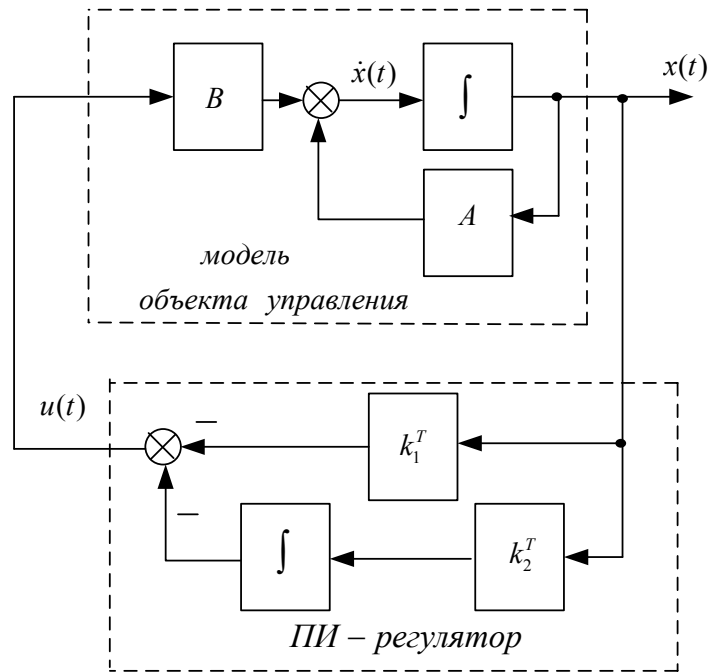 B
ẋ(t)
∫
x(t)
A
модель
объекта управления
u(t)
−
k₁ᵀ
−
∫
k₂ᵀ
ПИ – регулятор